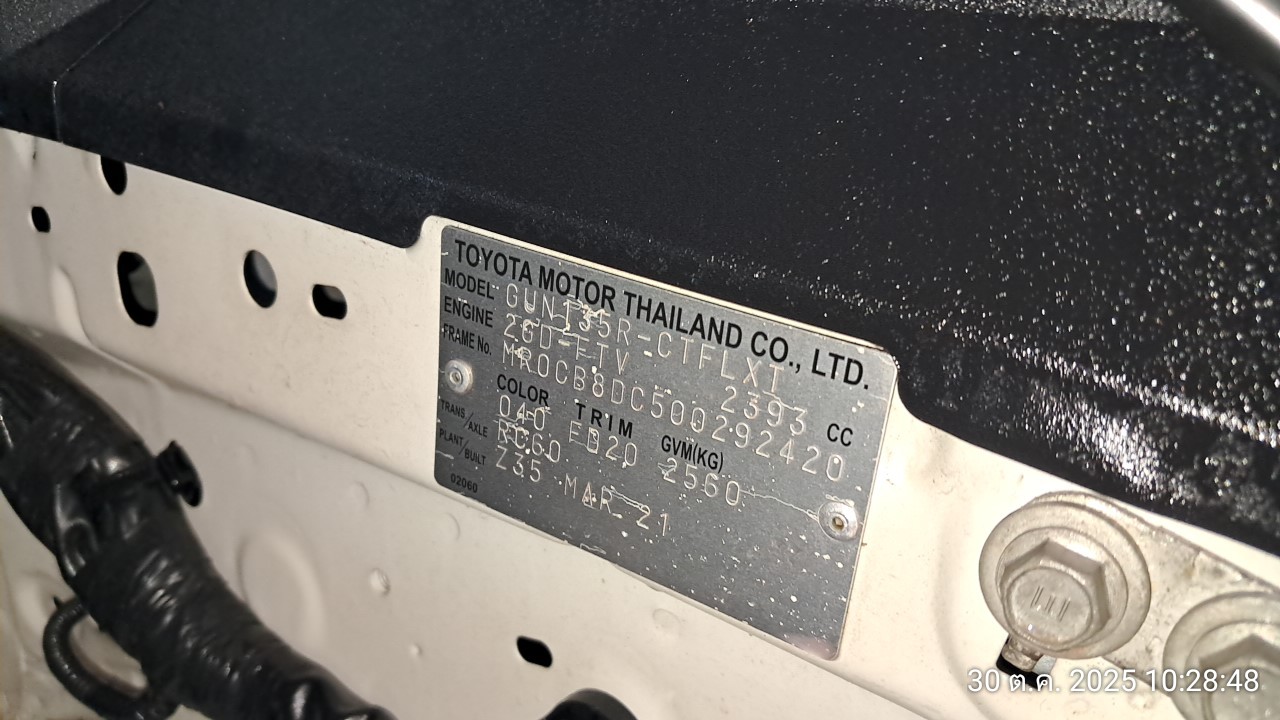 TOYOTA MOTOR THAILAND CO., LTD.
MODEL GUN135R-CTFLXT
ENGINE 2GD-FTV 2393 CC
FRAME NO. MR0CB8DC500292420
COLOR TRIM GVM(KG)
040 FD20 2560
TRANS/AXLE RC60
PLANT/BUILT Z35 MAR 21
02060
30 ต.ค. 2025 10:28:48